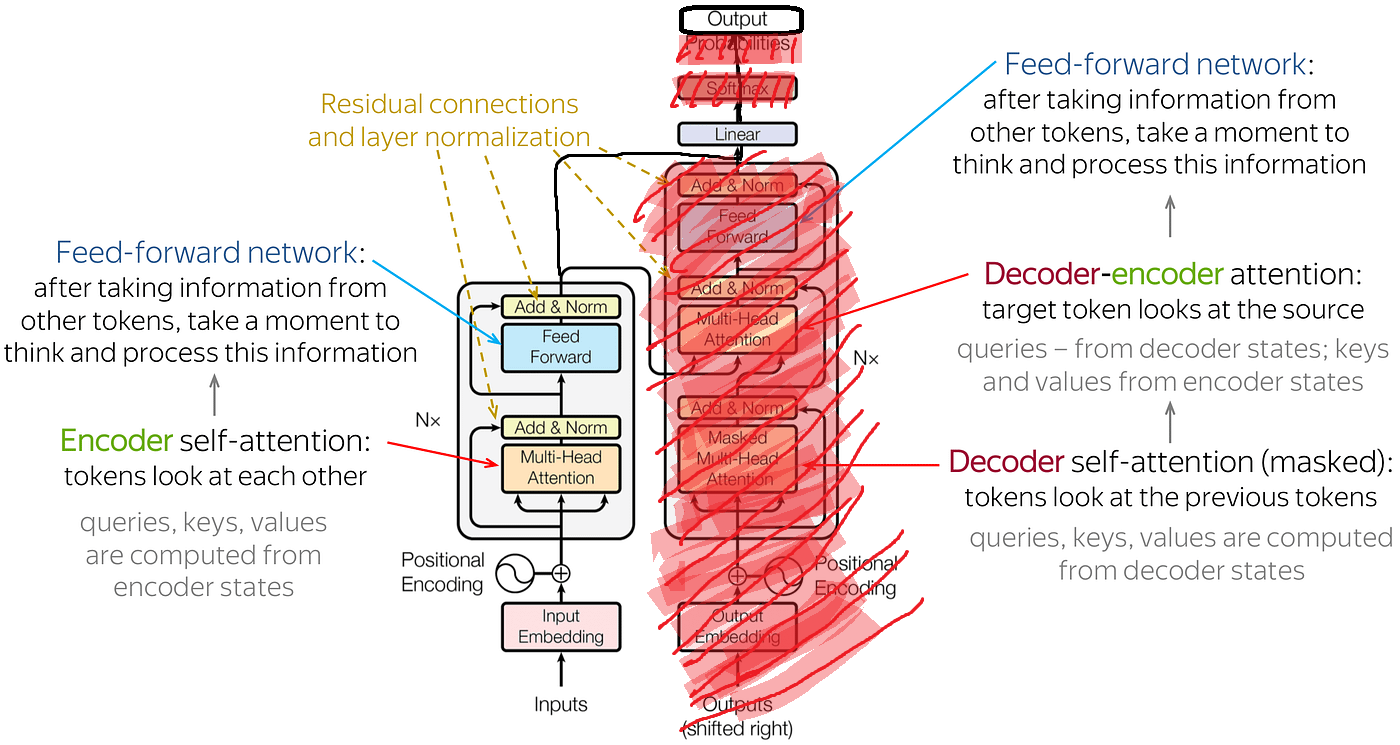 Output
Probabilities
Softmax
Linear
Residual connections
and layer normalization
Feed-forward network:
after taking information from
other tokens, take a moment to
think and process this information
Add & Norm
Feed
Forward
Feed-forward network:
after taking information from
other tokens, take a moment to
think and process this information
Decoder-encoder attention:
target token looks at the source
queries – from decoder states; keys
and values from encoder states
Add & Norm
Multi-Head
Attention
Nx
Add & Norm
Feed
Forward
Nx
Add & Norm
Multi-Head
Attention
Encoder self-attention:
tokens look at each other
queries, keys, values
are computed from
encoder states
Add & Norm
Masked
Multi-Head
Attention
Decoder self-attention (masked):
tokens look at the previous tokens
queries, keys, values are computed
from decoder states
Positional
Encoding
Positional
Encoding
Input
Embedding
Output
Embedding
Inputs
Outputs
(shifted right)